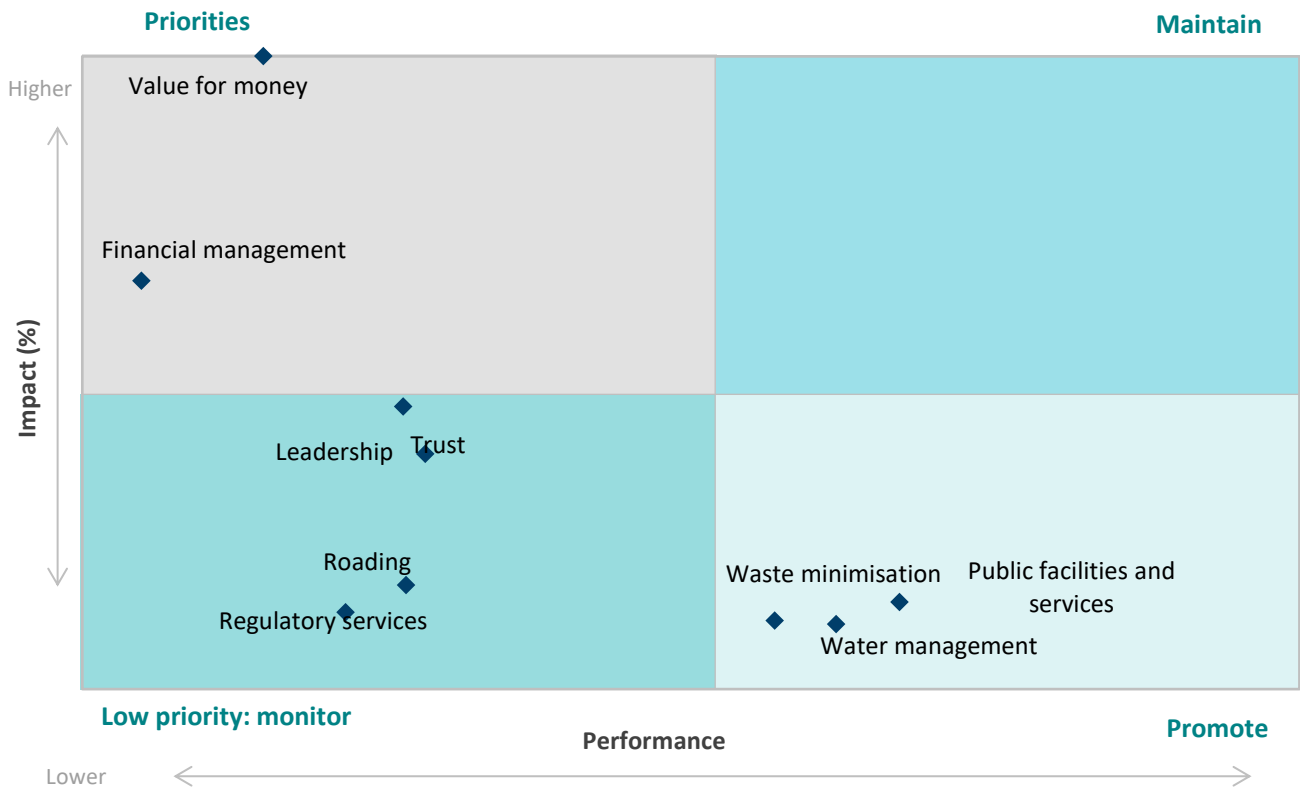 Priorities
Maintain
Higher
Value for money
Financial management
Impact (%)
Trust
Leadership
Roading
Regulatory services
Waste minimisation
Public facilities and
services
Water management
Low priority: monitor
Performance
Promote
Lower